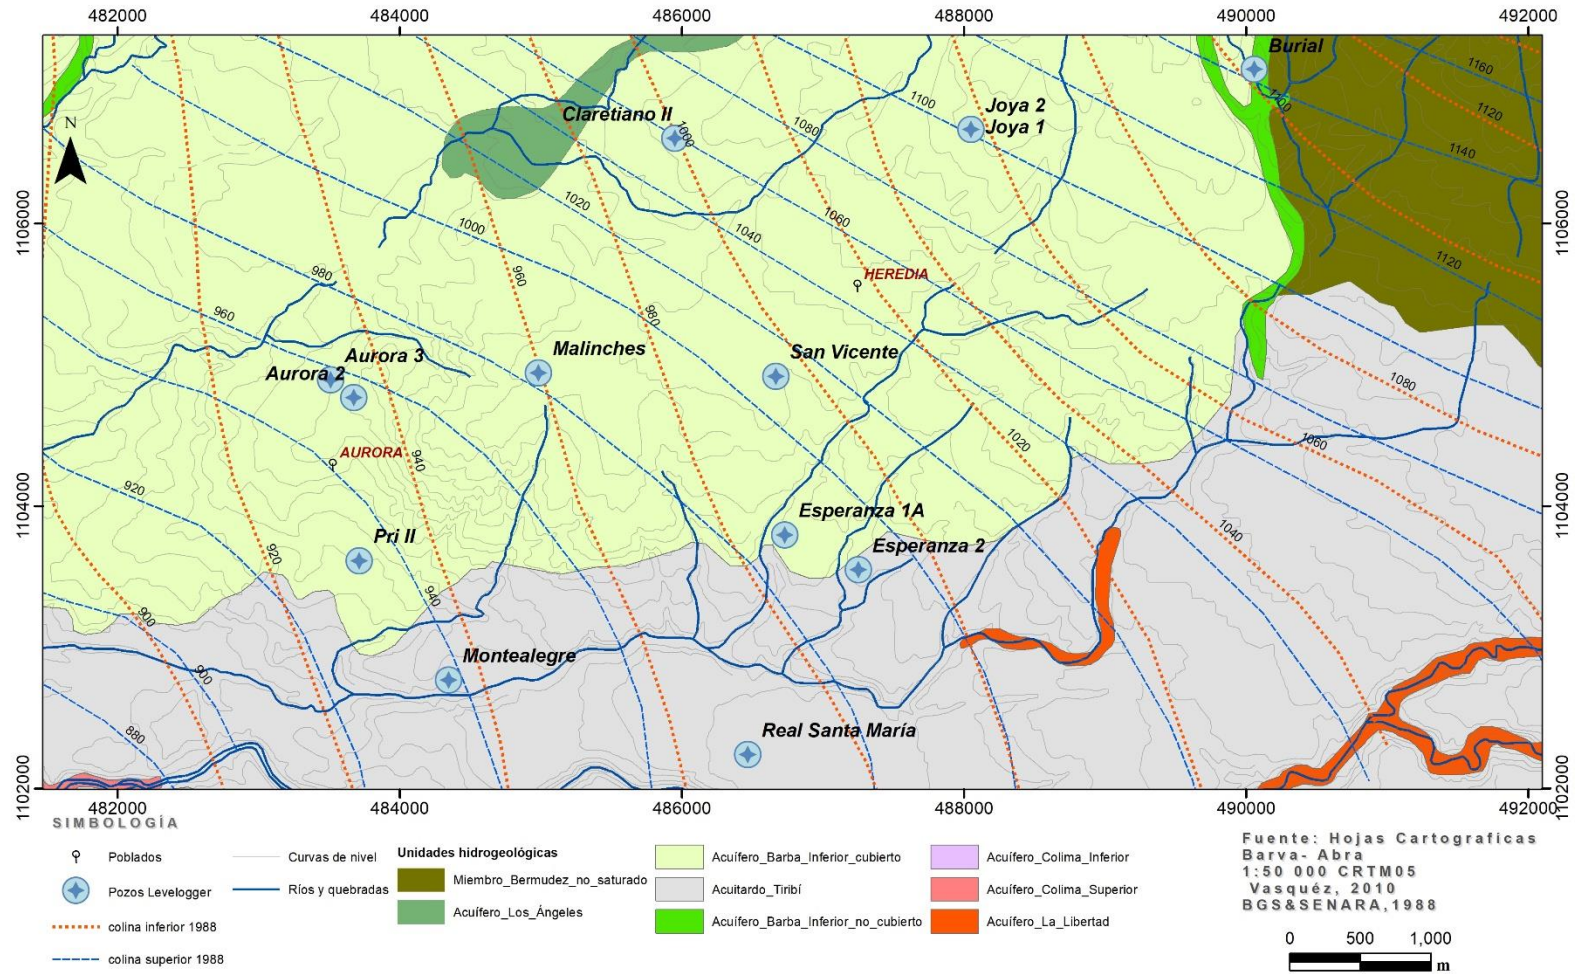 482000
484000
486000
488000
490000
492000
Burial
1160
1100
1120
1140
1100
Joya 2
Joya 1
1080
Claretiano II
1000
N
1106000
1106000
1020
1060
1040
1000
1120
980
960
HEREDIA
980
960
Aurora 3
Malinches
San Vicente
Aurora 2
1080
AURORA
1020
1060
940
920
1104000
1104000
Esperanza 1A
Pri II
Esperanza 2
1040
920
940
900
Montealegre
900
Real Santa María
880
1102000
1102000
482000
484000
486000
488000
490000
492000
SIMBOLOGÍA
Poblados
Pozos Levelogger
colina inferior 1988
colina superior 1988
Curvas de nivel
Ríos y quebradas
Unidades hidrogeológicas
Miembro_Bermudez_no_saturado
Acuífero_Los_Ángeles
Acuífero_Barba_Inferior_cubierto
Acuitardo_Tiribí
Acuífero_Barba_Inferior_no_cubierto
Acuífero_Colima_Inferior
Acuífero_Colima_Superior
Acuífero_La_Libertad
Fuente: Hojas Cartograficas
Barva- Abra
1:50 000 CRTM05
Vasquéz, 2010
BGS&SENARA,1988
0 500 1,000
m